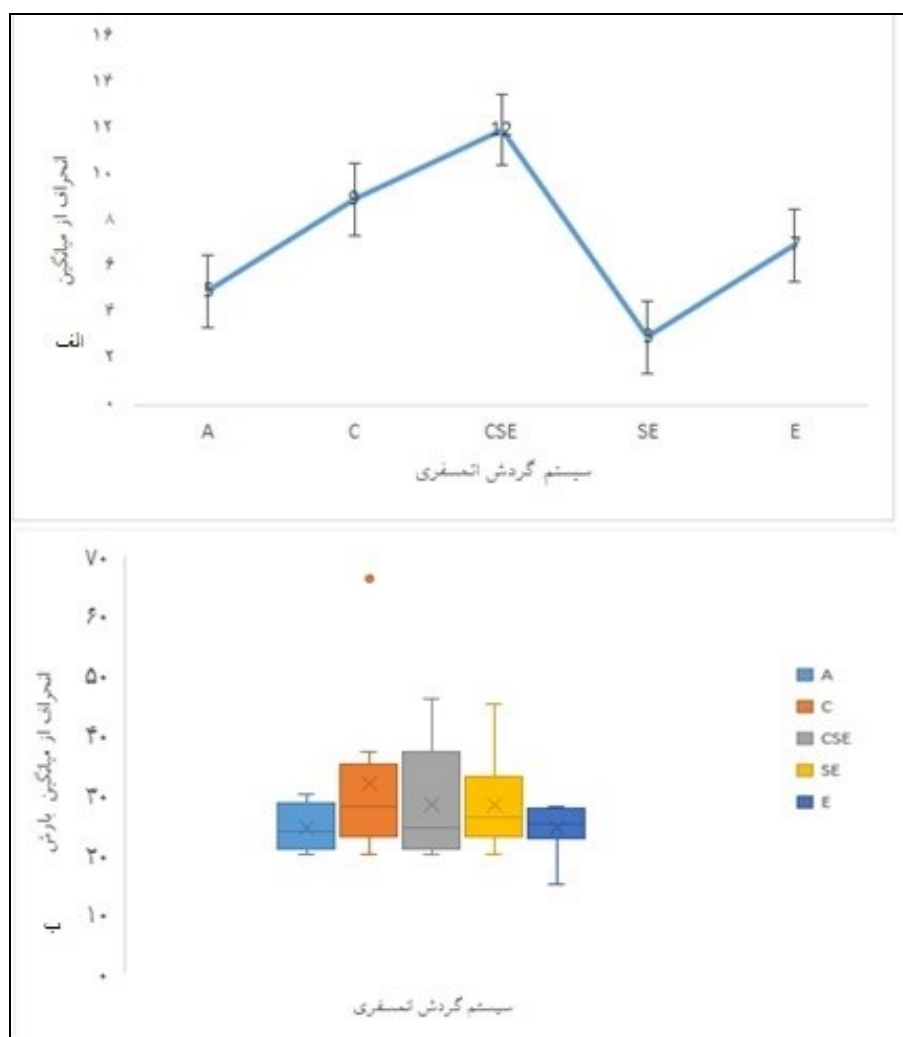 ۱۶
۱۴
۱۲
۱۰
۸
۶
۴
۲
۰
انحراف از میانگین
الف
5
9
12
3
7
A C CSE SE E
سیستم گردش اتمسفری
۷۰
۶۰
۵۰
۴۰
۳۰
۲۰
۱۰
۰
انحراف از میانگین بارش
ب
A
C
CSE
SE
E
سیستم گردش اتمسفری